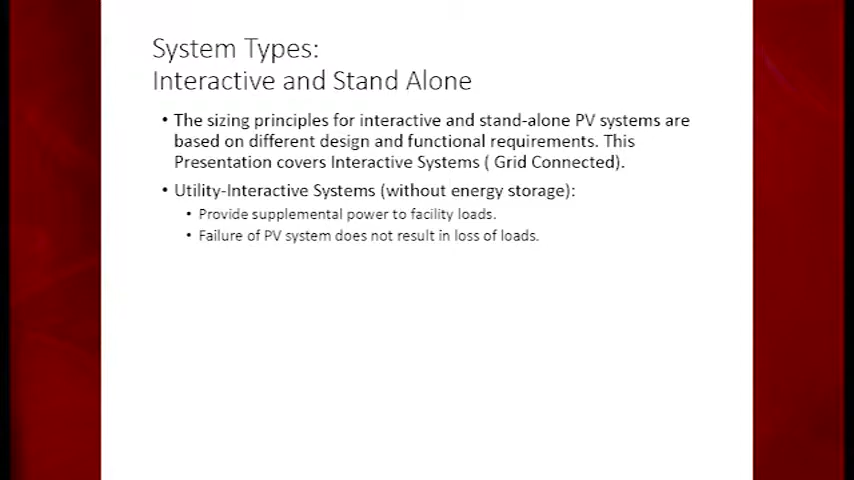 System Types:
Interactive and Stand Alone
• The sizing principles for interactive and stand-alone PV systems are
based on different design and functional requirements. This
Presentation covers Interactive Systems ( Grid Connected).
• Utility-Interactive Systems (without energy storage):
• Provide supplemental power to facility loads.
• Failure of PV system does not result in loss of loads.